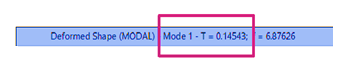 Deformed Shape (MODAL) - Mode 1 - T = 0.14543; = 6.87626